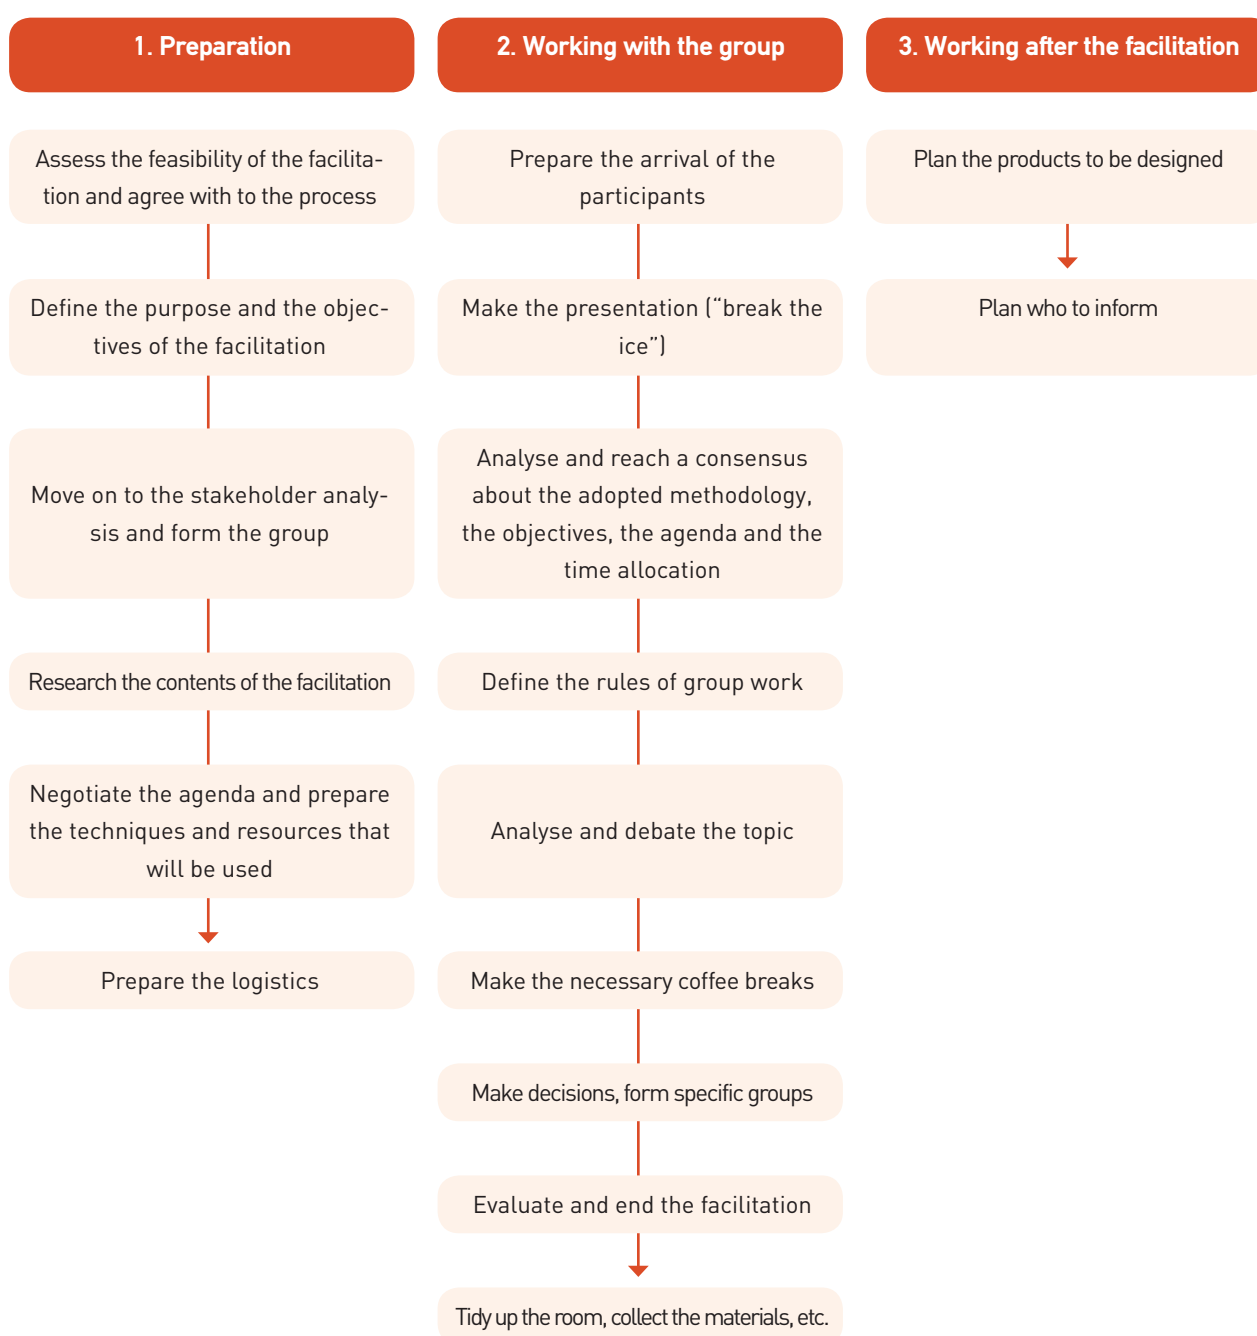 1. Preparation
Assess the feasibility of the facilita-
tion and agree with to the process
Define the purpose and the objec-
tives of the facilitation
Move on to the stakeholder analy-
sis and form the group
Research the contents of the facilitation
Negotiate the agenda and prepare
the techniques and resources that
will be used
Prepare the logistics
2. Working with the group
Prepare the arrival of the
participants
Make the presentation (“break the
ice”)
Analyse and reach a consensus
about the adopted methodology,
the objectives, the agenda and the
time allocation
Define the rules of group work
Analyse and debate the topic
Make the necessary coffee breaks
Make decisions, form specific groups
Evaluate and end the facilitation
Tidy up the room, collect the materials, etc.
3. Working after the facilitation
Plan the products to be designed
Plan who to inform